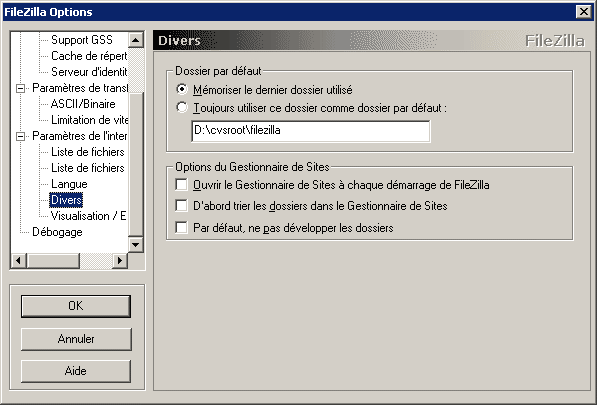 FileZilla Options
Support GSS
Cache de répert
Serveur d'identit
Paramètres de transf
ASCII/Binaire
Limitation de vite
Paramètres de l'inter
Liste de fichiers
Liste de fichiers
Langue
Divers
Visualisation / E
Débogage
OK
Annuler
Aide
Divers
FileZilla
Dossier par défaut
Mémoriser le dernier dossier utilisé
Toujours utiliser ce dossier comme dossier par défaut :
D:\cvsroot\filezilla
Options du Gestionnaire de Sites
Ouvrir le Gestionnaire de Sites à chaque démarrage de FileZilla
D'abord trier les dossiers dans le Gestionnaire de Sites
Par défaut, ne pas développer les dossiers